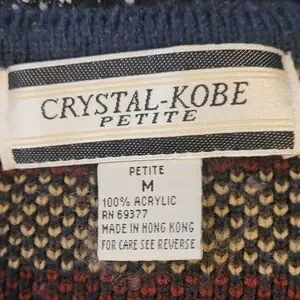 CRYSTAL-KOBE
PETITE
PETITE
M
100% ACRYLIC
RN 69377
MADE IN HONG KONG
FOR CARE SEE REVERSE